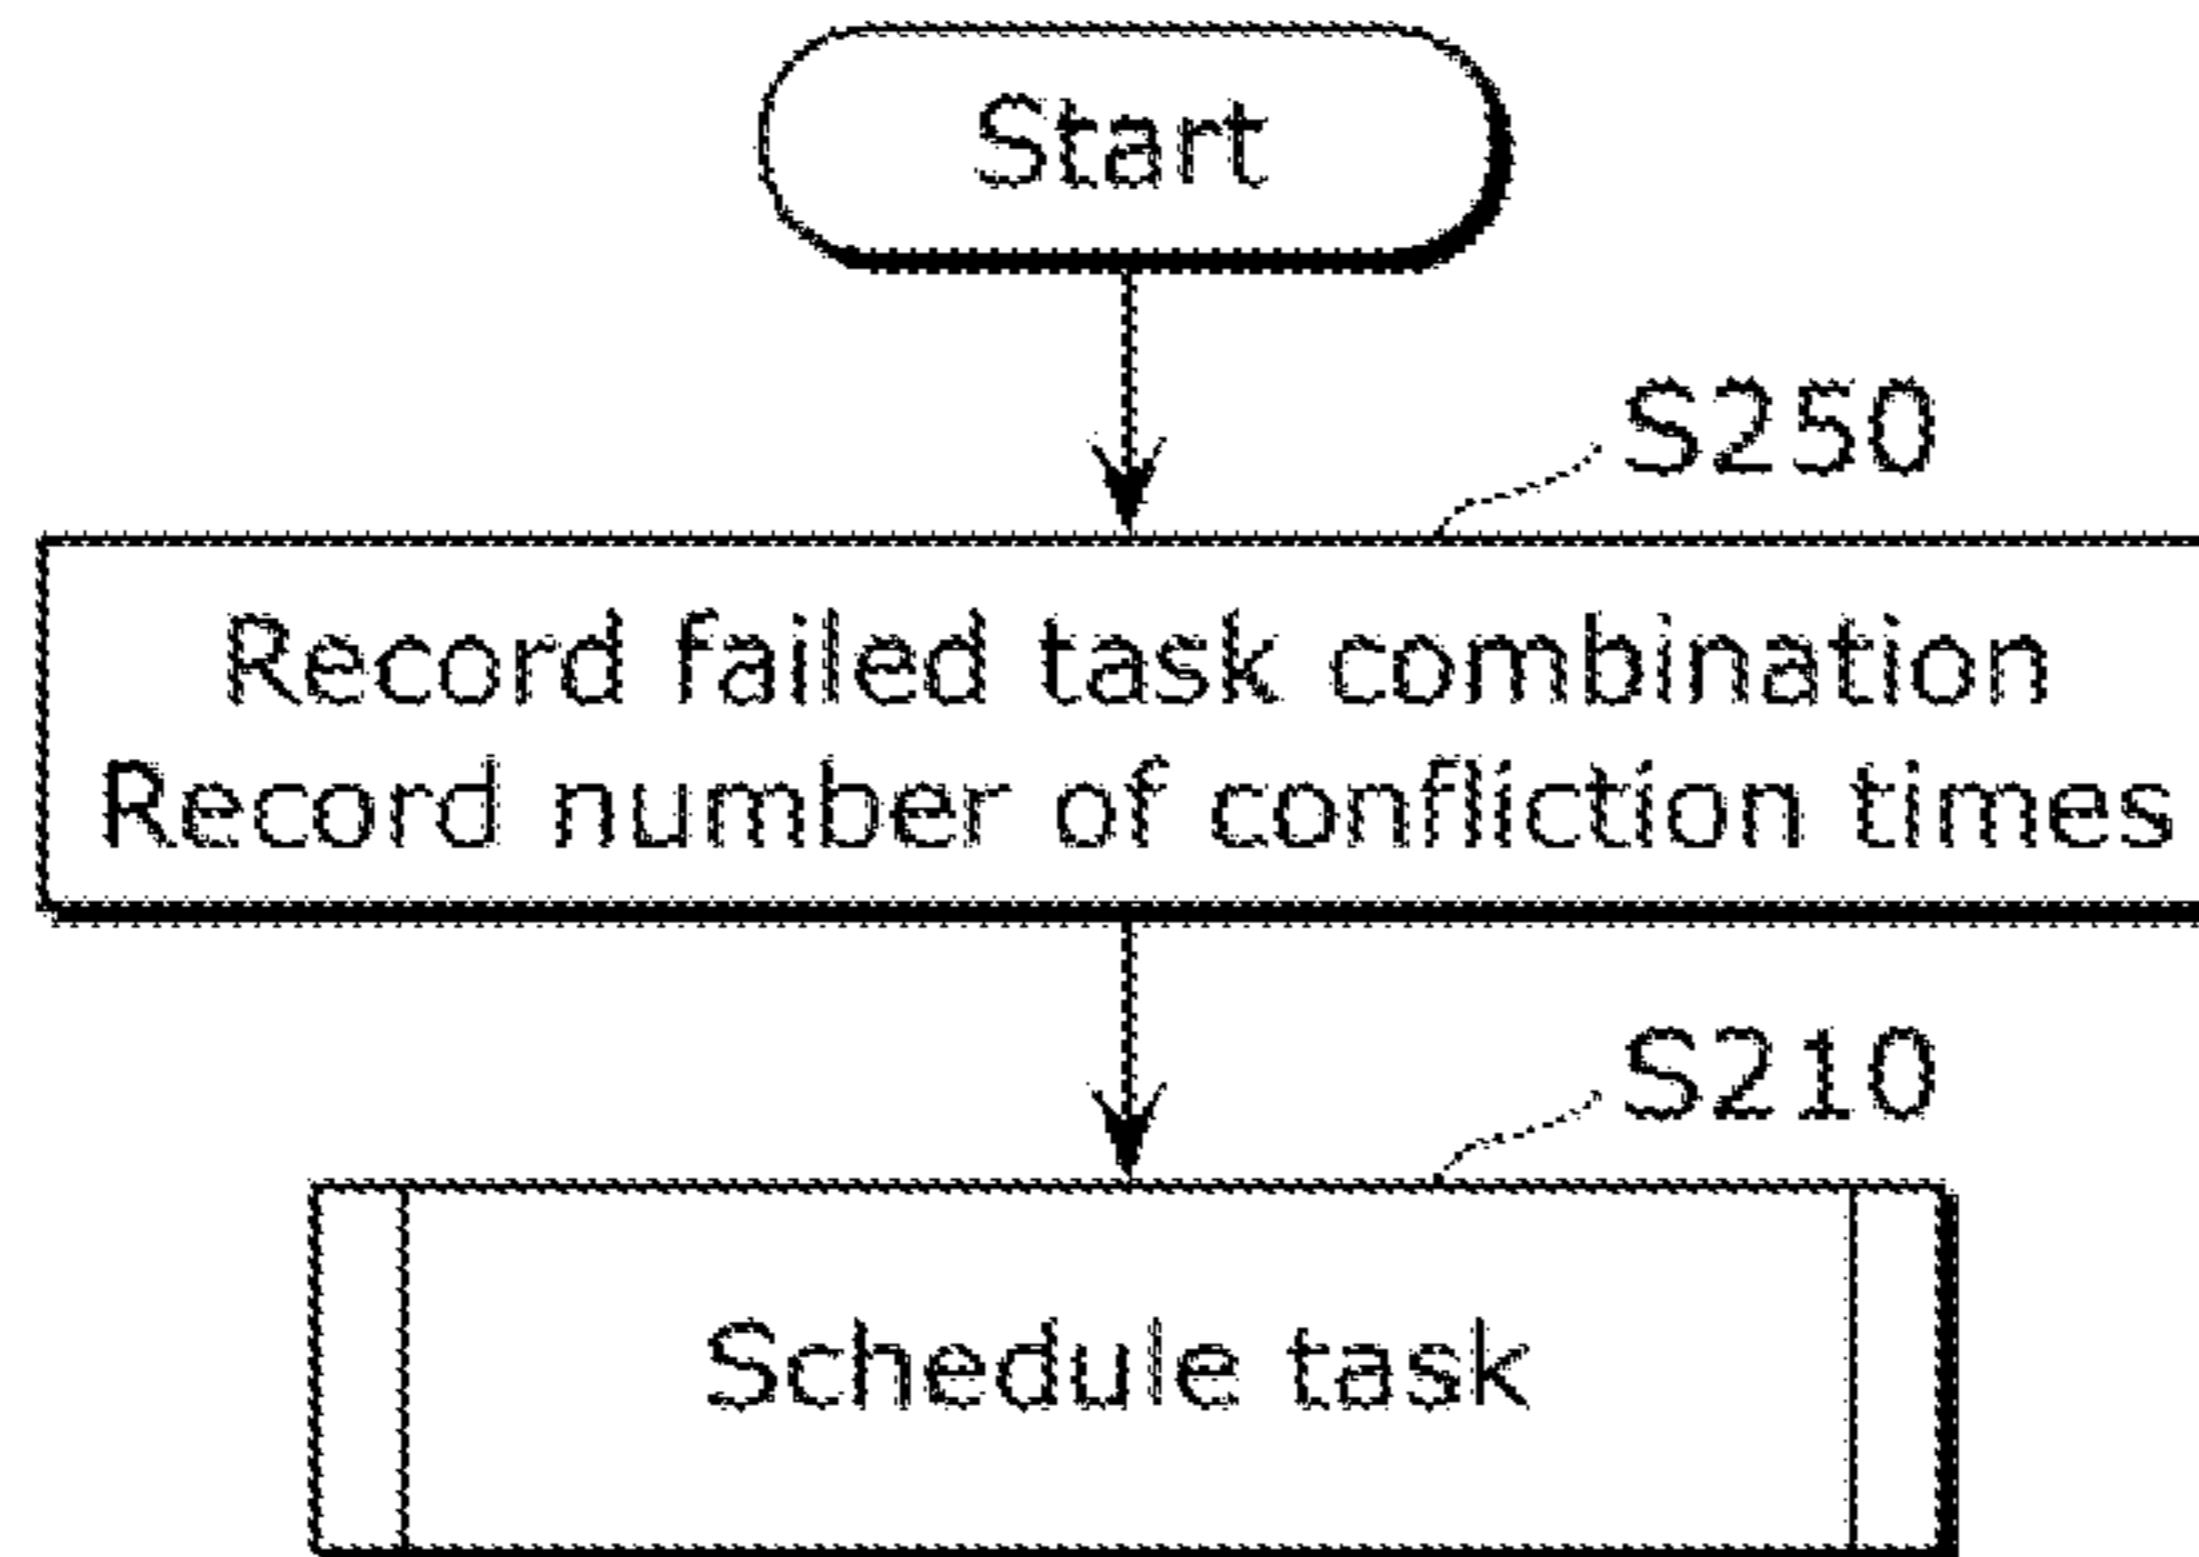 Start
S250
Record failed task combination
Record number of confliction times
S210
Schedule task